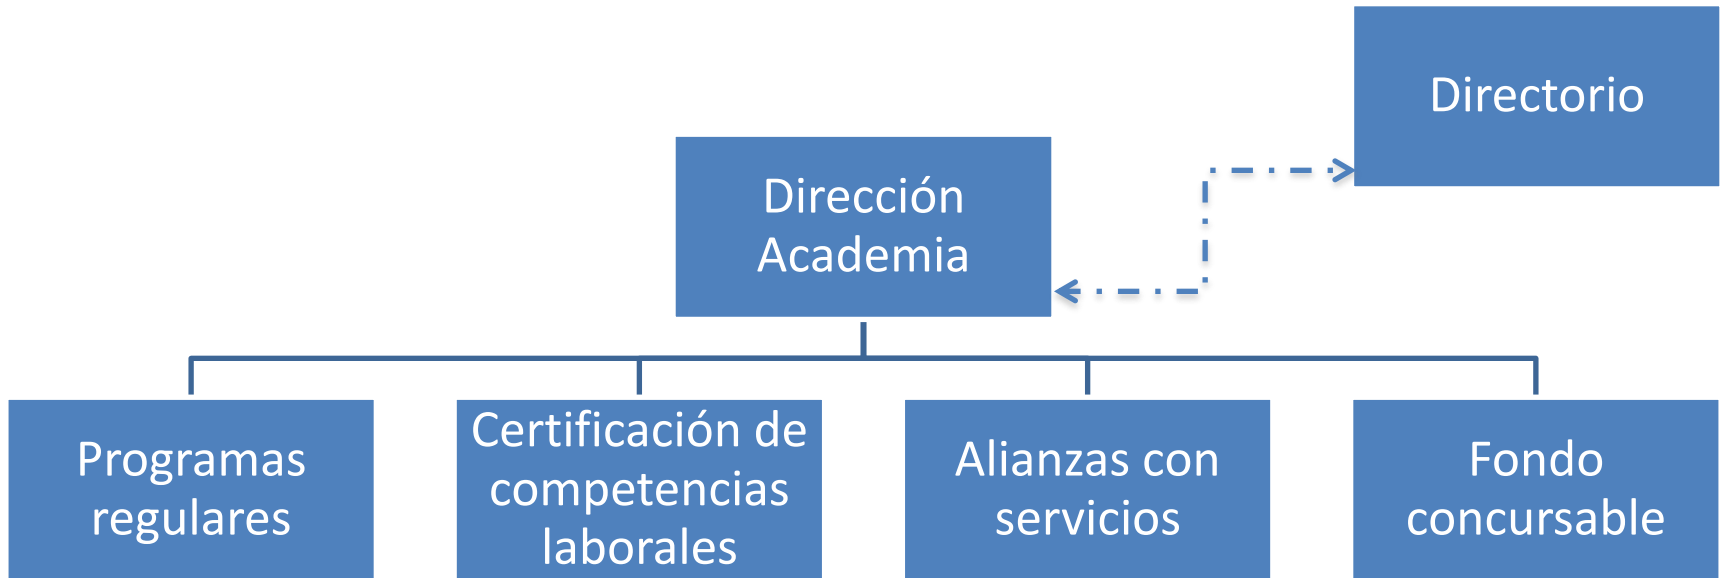 Directorio
Dirección
Academia
Programas
regulares
Certificación de
competencias
laborales
Alianzas con
servicios
Fondo
concursable